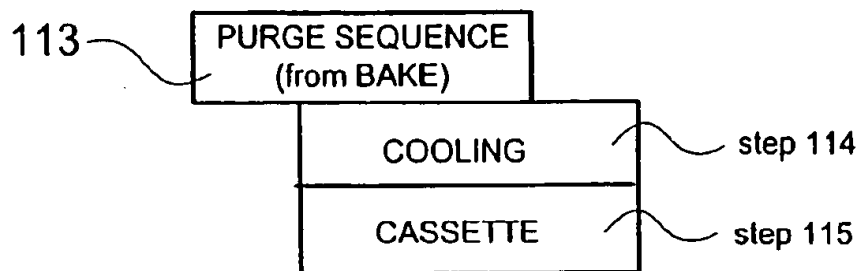 113
PURGE SEQUENCE
(from BAKE)
COOLING
step 114
CASSETTE
step 115